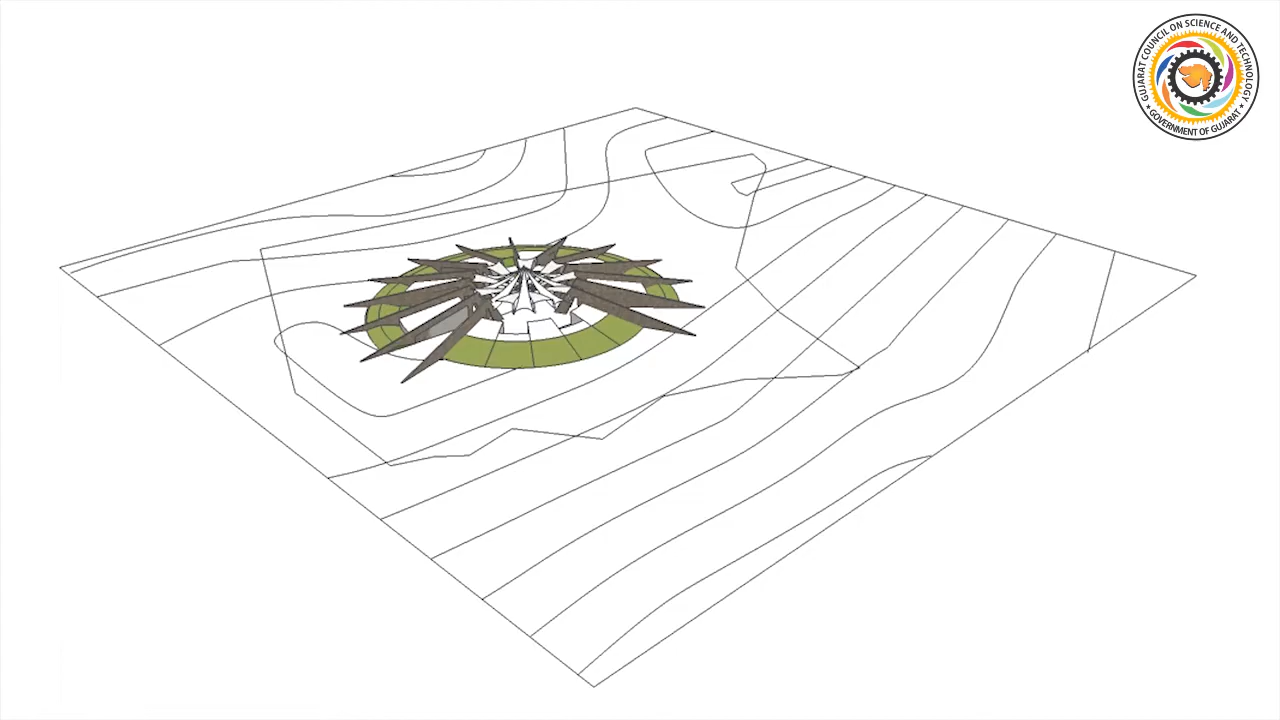 GUJARAT COUNCIL ON SCIENCE AND TECHNOLOGY
★ GOVERNMENT OF GUJARAT ★